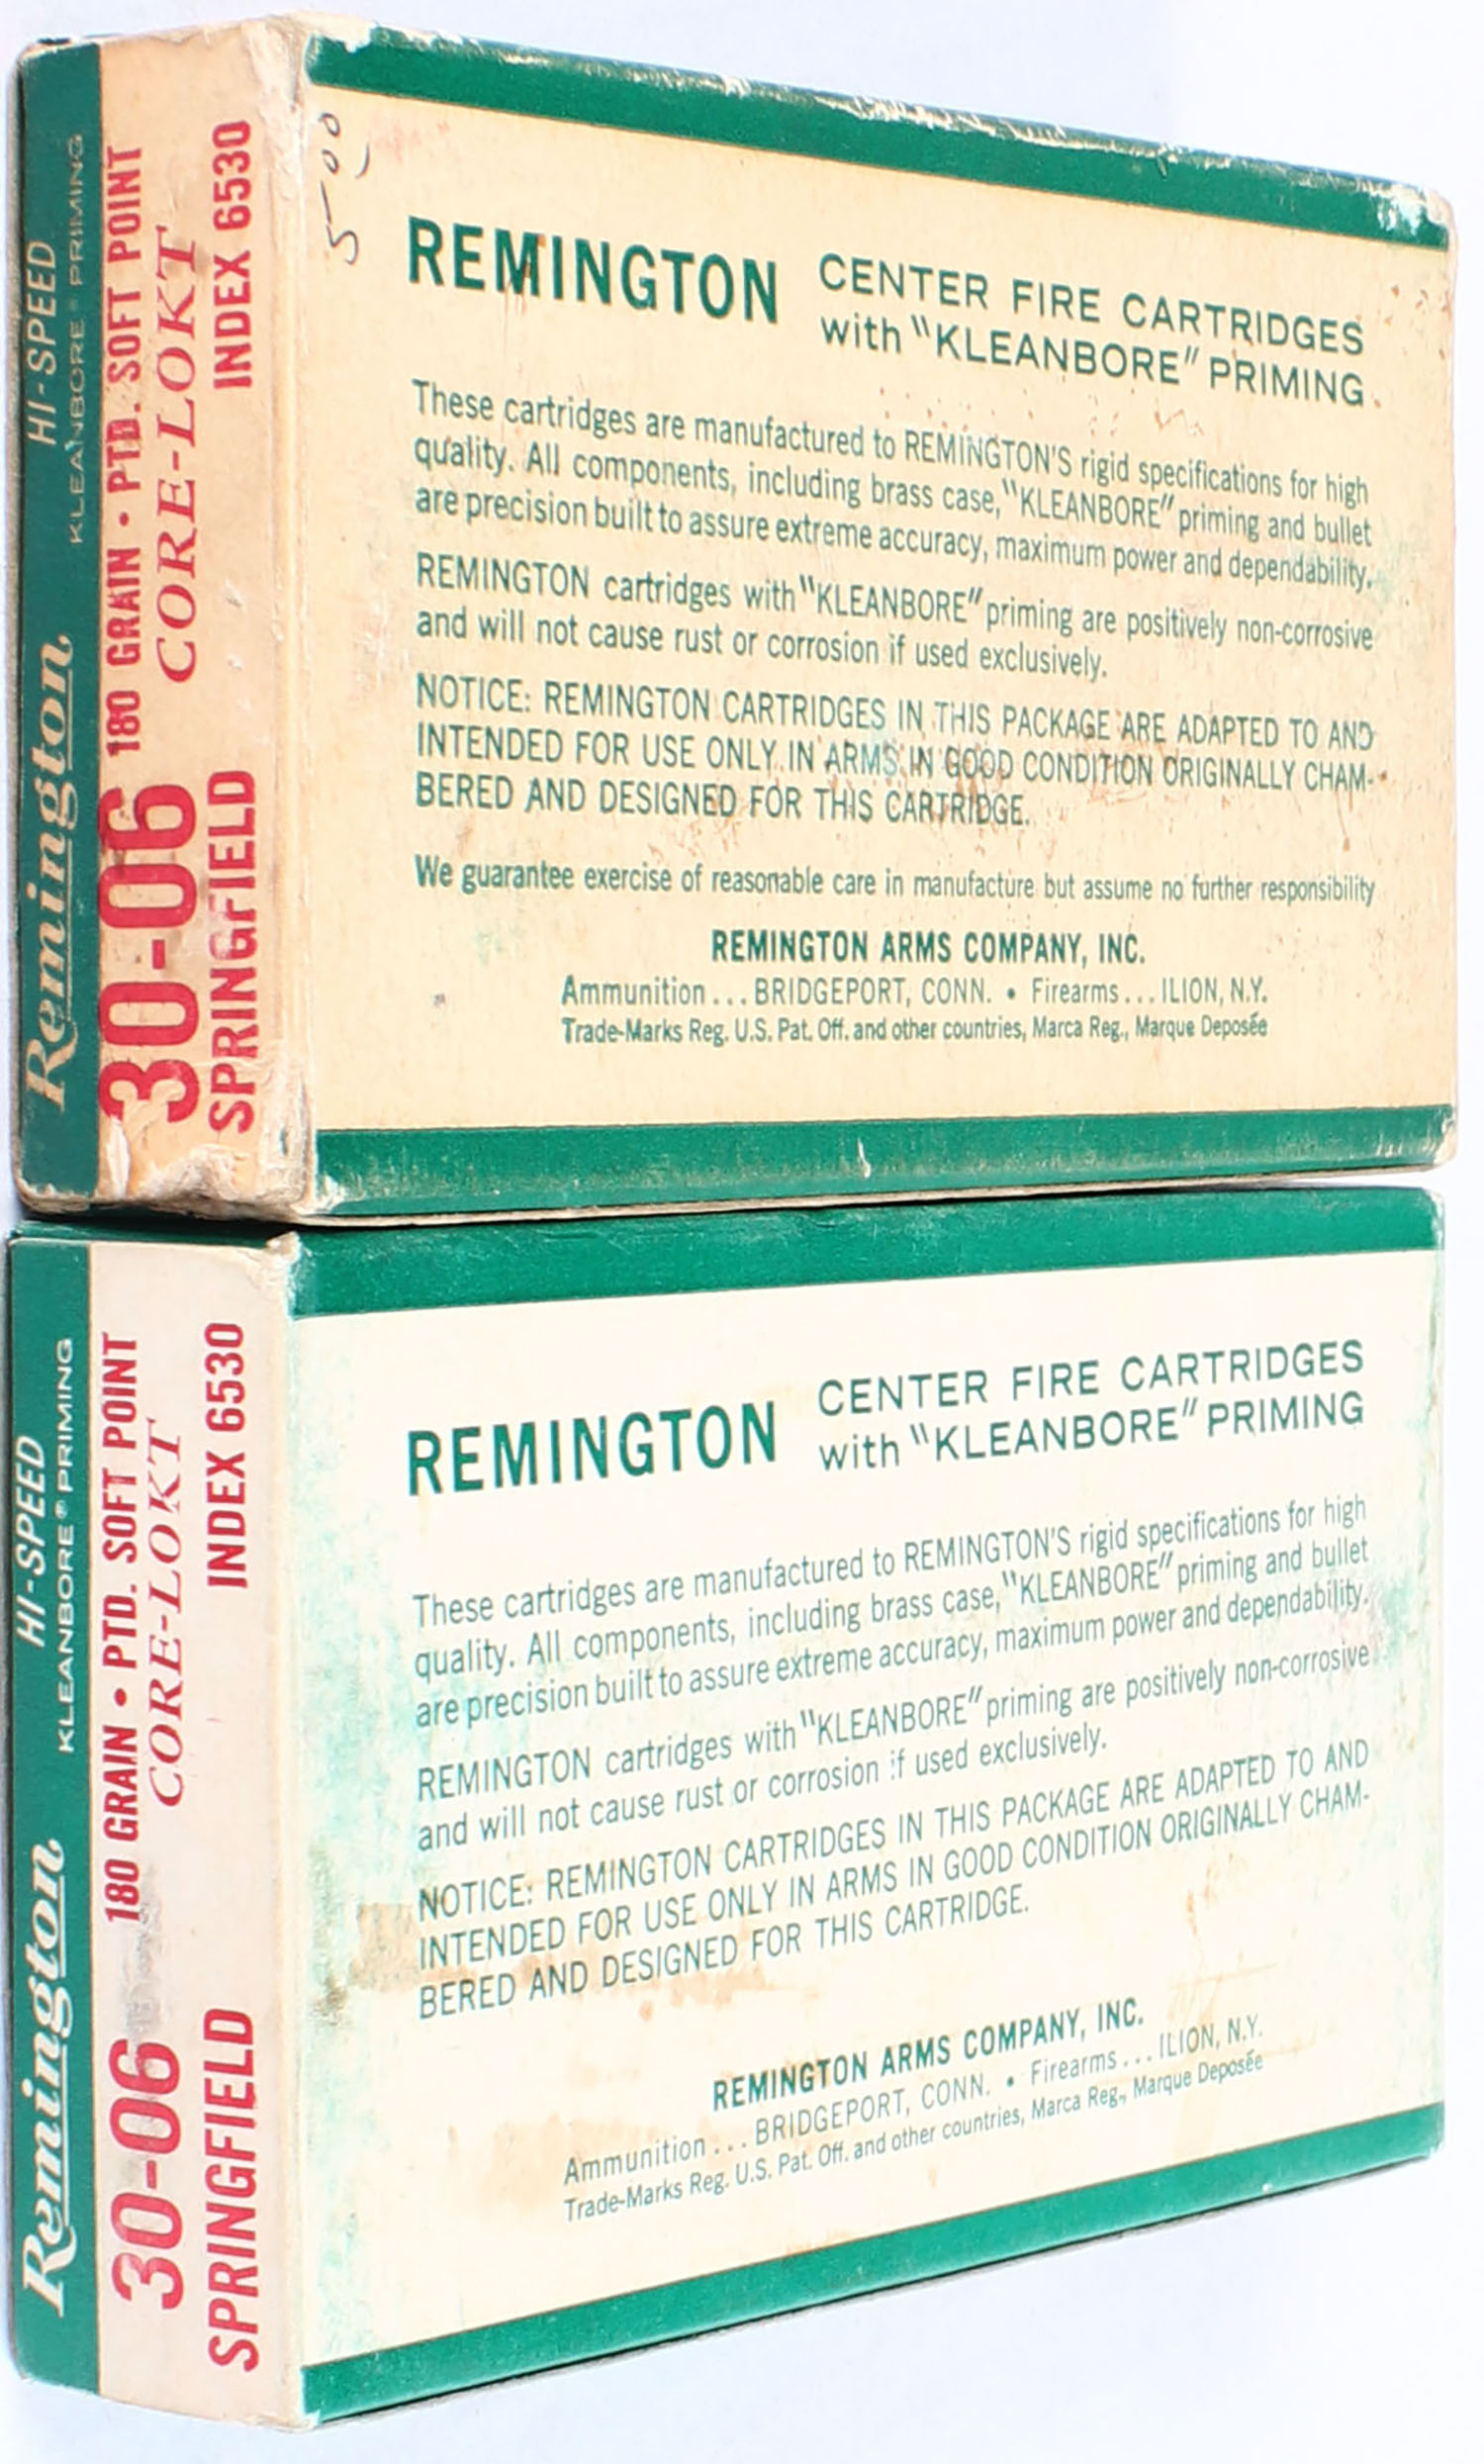 Remington
HI-SPEED
KLEANBORE® PRIMING
30-06
SPRINGFIELD
180 GRAIN • PTD. SOFT POINT
CORE-LOKT
INDEX 6530
5-00
REMINGTON
CENTER FIRE CARTRIDGES
with "KLEANBORE" PRIMING
These cartridges are manufactured to REMINGTON'S rigid specifications for high
quality. All components, including brass case, "KLEANBORE" priming and bullet
are precision built to assure extreme accuracy, maximum power and dependability.
REMINGTON cartridges with "KLEANBORE" priming are positively non-corrosive
and will not cause rust or corrosion if used exclusively.
NOTICE: REMINGTON CARTRIDGES IN THIS PACKAGE ARE ADAPTED TO AND
INTENDED FOR USE ONLY IN ARMS IN GOOD CONDITION ORIGINALLY CHAM-
BERED AND DESIGNED FOR THIS CARTRIDGE.
We guarantee exercise of reasonable care in manufacture but assume no further responsibility
REMINGTON ARMS COMPANY, INC.
Ammunition... BRIDGEPORT, CONN. • Firearms... ILION, N.Y.
Trade-Marks Reg. U.S. Pat. Off. and other countries, Marca Reg., Marque Deposée
Remington
HI-SPEED
KLEANBORE® PRIMING
30-06
SPRINGFIELD
180 GRAIN • PTD. SOFT POINT
CORE-LOKT
INDEX 6530
REMINGTON
CENTER FIRE CARTRIDGES
with "KLEANBORE" PRIMING
These cartridges are manufactured to REMINGTON'S rigid specifications for high
quality. All components, including brass case, "KLEANBORE" priming and bullet
are precision built to assure extreme accuracy, maximum power and dependability.
REMINGTON cartridges with "KLEANBORE" priming are positively non-corrosive
and will not cause rust or corrosion if used exclusively.
NOTICE: REMINGTON CARTRIDGES IN THIS PACKAGE ARE ADAPTED TO AND
INTENDED FOR USE ONLY IN ARMS IN GOOD CONDITION ORIGINALLY CHAM-
BERED AND DESIGNED FOR THIS CARTRIDGE.
REMINGTON ARMS COMPANY, INC.
Ammunition... BRIDGEPORT, CONN. • Firearms... ILION, N.Y.
Trade-Marks Reg. U.S. Pat. Off. and other countries, Marca Reg., Marque Deposée